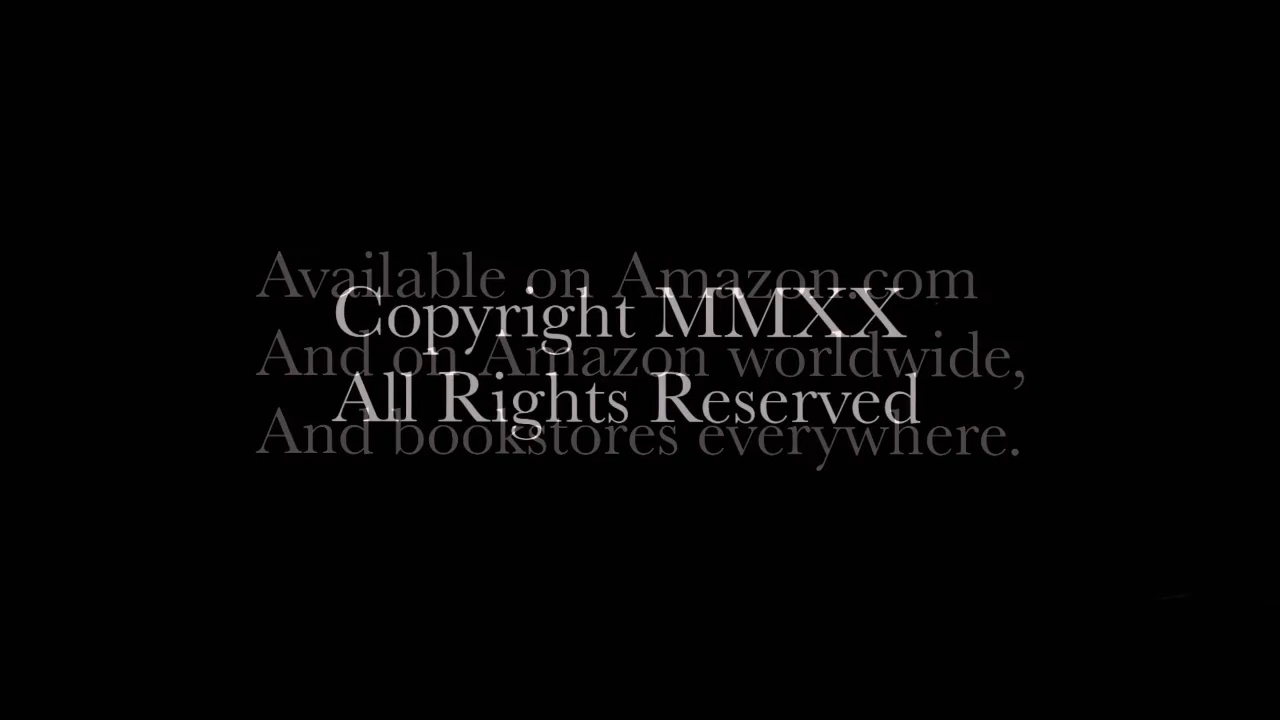 Available on Amazon.com
Copyright MMXX
And on Amazon worldwide,
All Rights Reserved
And bookstores everywhere.